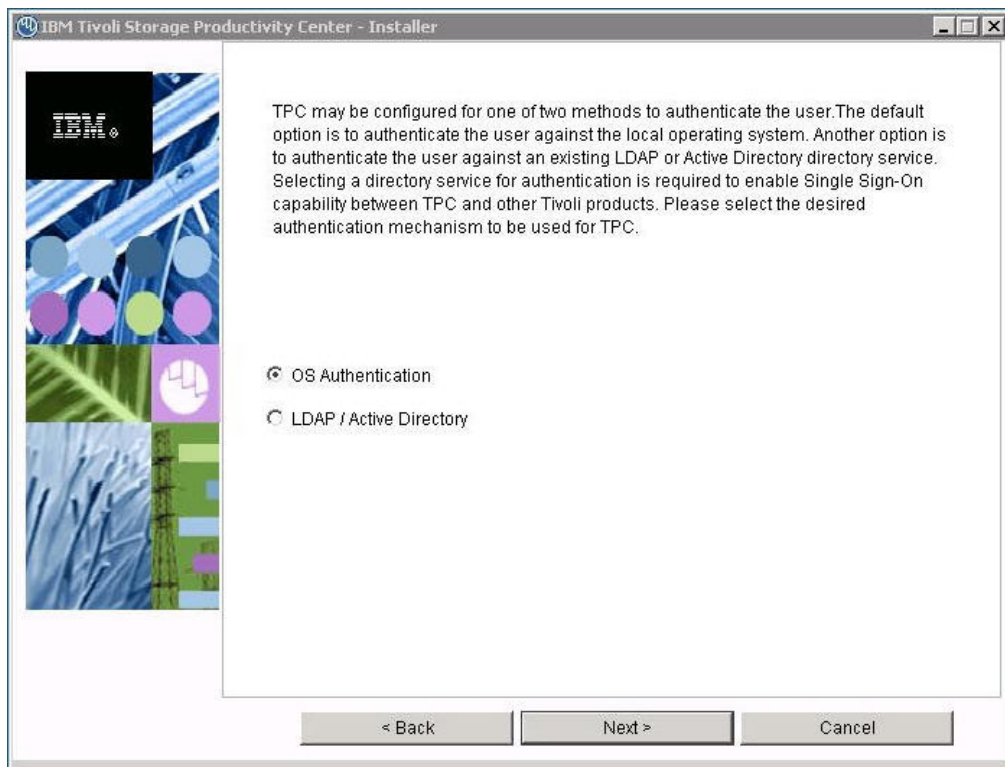 IBM Tivoli Storage Productivity Center - Installer
IBM®
TPC may be configured for one of two methods to authenticate the user.The default
option is to authenticate the user against the local operating system. Another option is
to authenticate the user against an existing LDAP or Active Directory directory service.
Selecting a directory service for authentication is required to enable Single Sign-On
capability between TPC and other Tivoli products. Please select the desired
authentication mechanism to be used for TPC.
OS Authentication
LDAP / Active Directory
< Back
Next >
Cancel